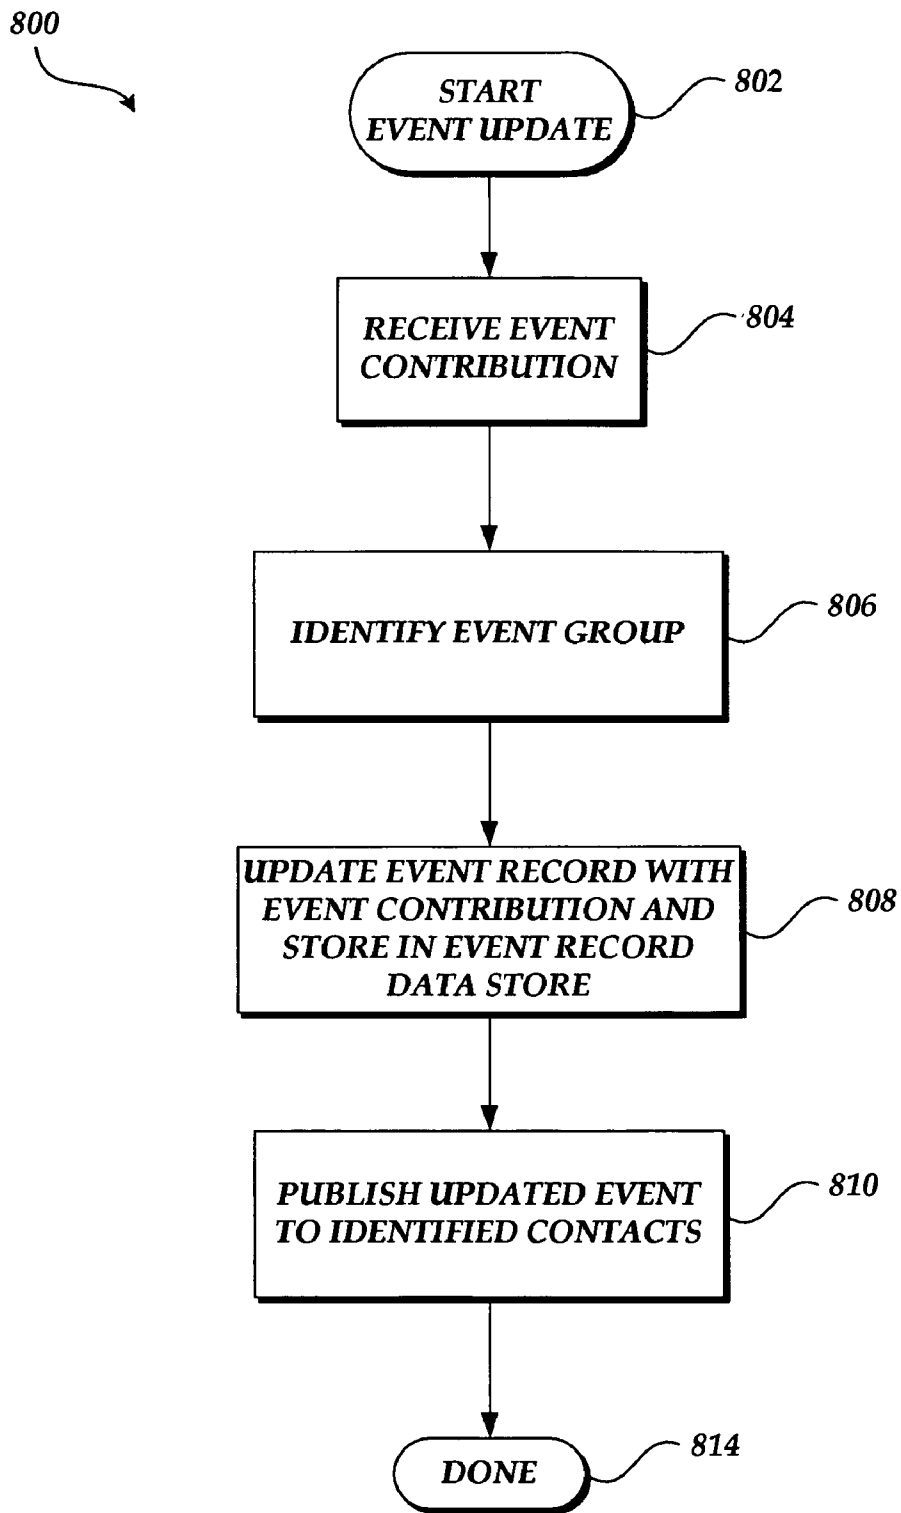 800
START
EVENT UPDATE
802
RECEIVE EVENT
CONTRIBUTION
804
IDENTIFY EVENT GROUP
806
UPDATE EVENT RECORD WITH
EVENT CONTRIBUTION AND
STORE IN EVENT RECORD
DATA STORE
808
PUBLISH UPDATED EVENT
TO IDENTIFIED CONTACTS
810
DONE
814